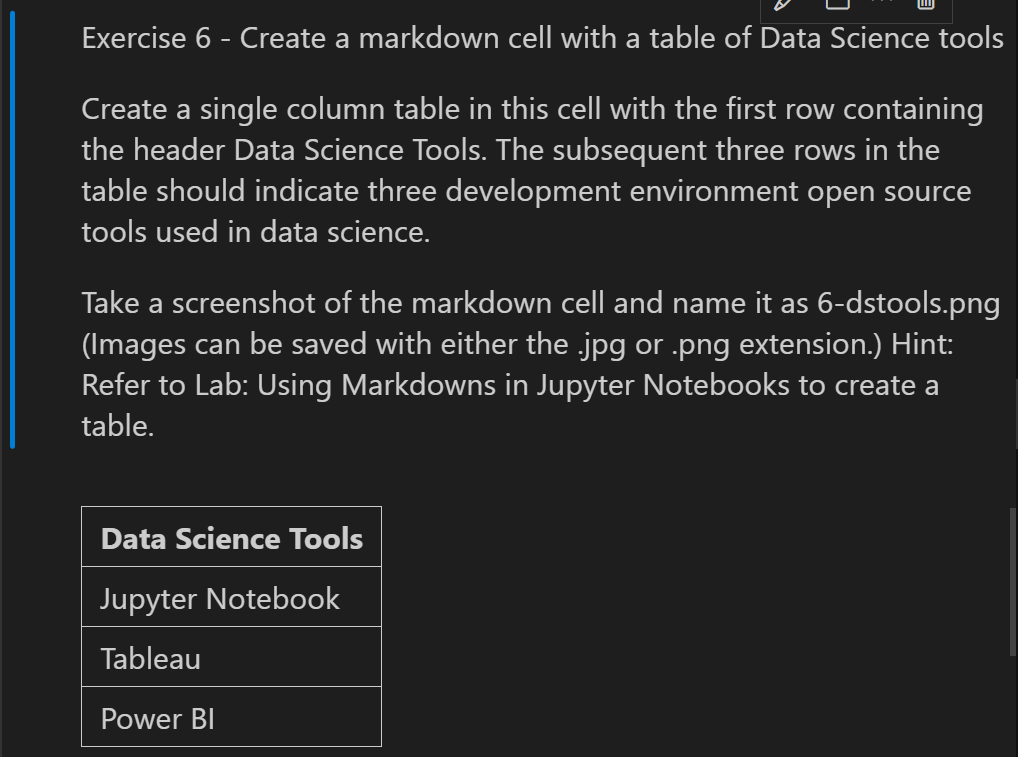 Exercise 6 - Create a markdown cell with a table of Data Science tools
Create a single column table in this cell with the first row containing
the header Data Science Tools. The subsequent three rows in the
table should indicate three development environment open source
tools used in data science.
Take a screenshot of the markdown cell and name it as 6-dstools.png
(Images can be saved with either the .jpg or .png extension.) Hint:
Refer to Lab: Using Markdowns in Jupyter Notebooks to create a
table.
Data Science Tools
Jupyter Notebook
Tableau
Power BI